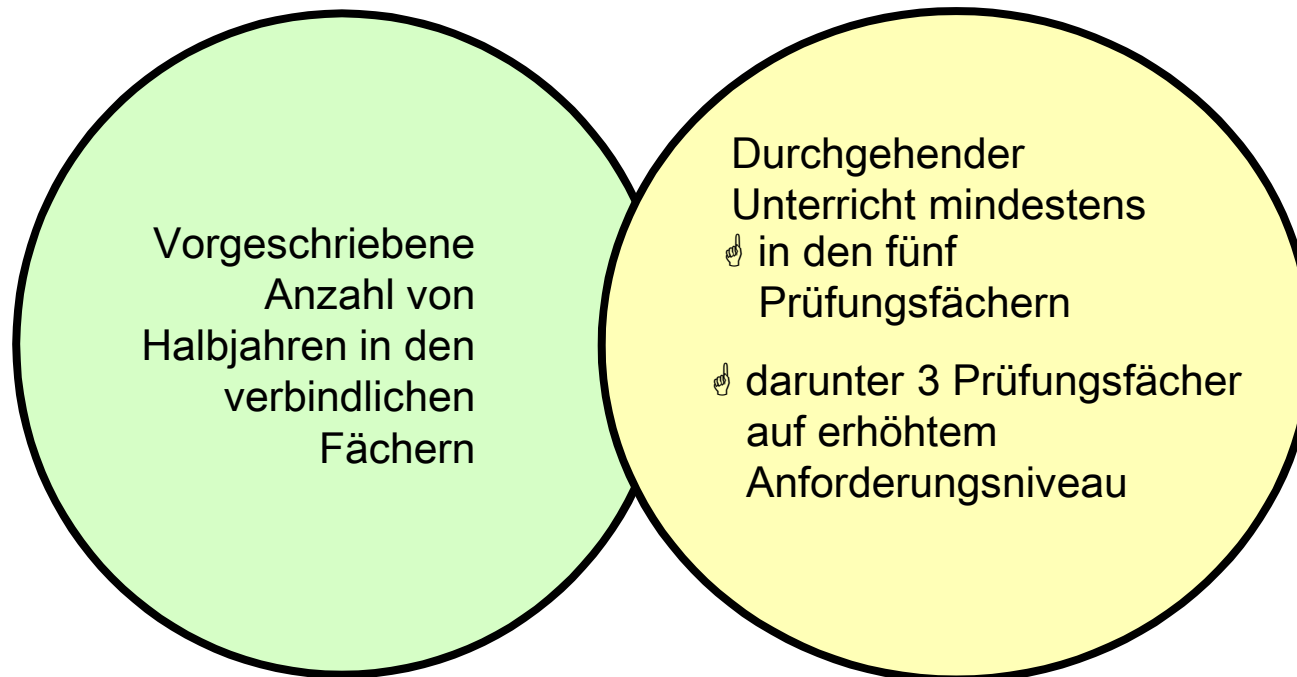 Vorgeschriebene
Anzahl von
Halbjahren in den
verbindlichen
Fächern
Durchgehender
Unterricht mindestens
☝ in den fünf
Prüfungsfächern
☝ darunter 3 Prüfungsfächer
auf erhöhtem
Anforderungsniveau